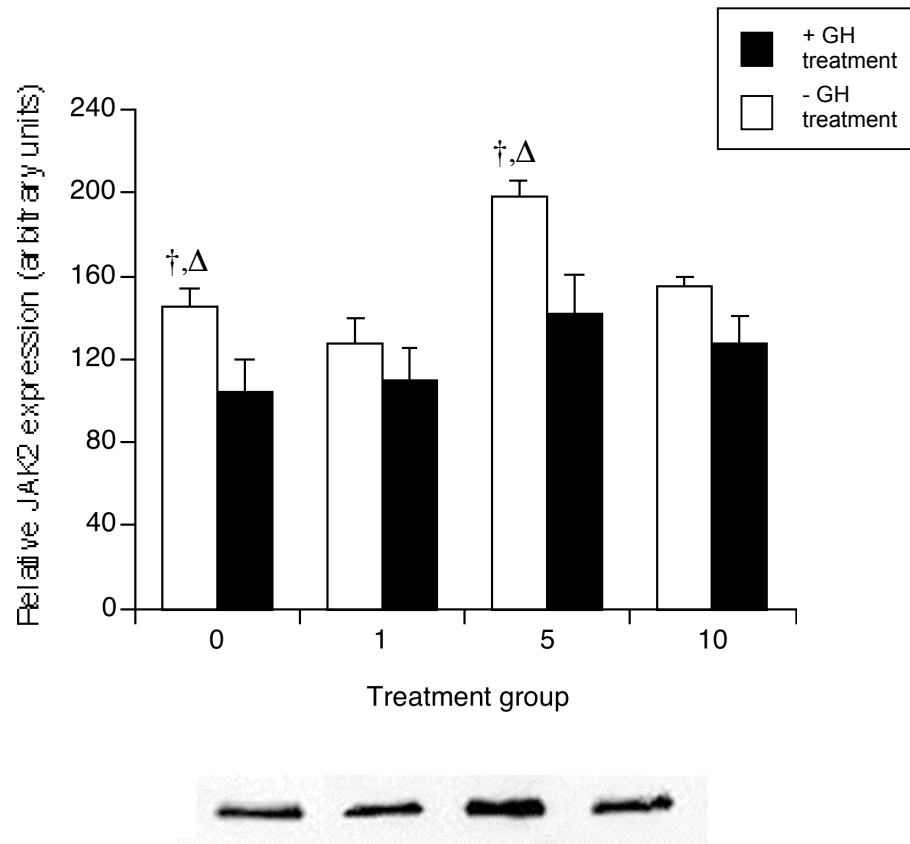 + GH
treatment
- GH
treatment
Relative JAK2 expression (arbitrary units)
240
200
160
120
80
40
0
†,Δ
†,Δ
0 1 5 10
Treatment group